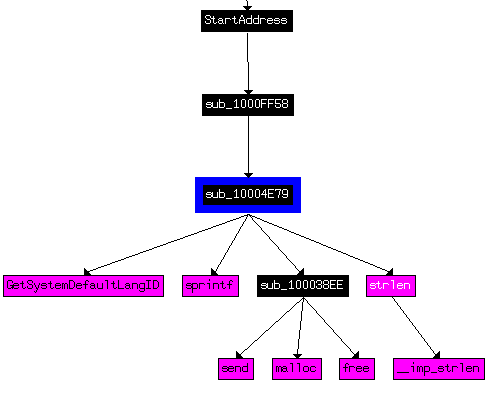 StartAddress
sub_1000FF58
sub_10004E79
GetSystemDefaultLangID
sprintf
sub_100038EE
strlen
send
malloc
free
__imp_strlen